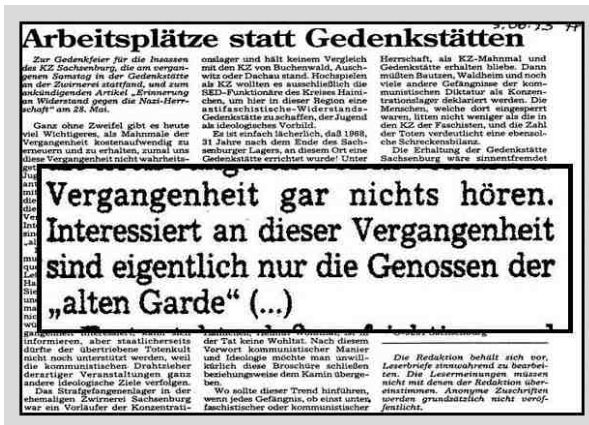 Arbeitsplätze statt Gedenkstätten
Zur Gedenkfeier für die Insassen
des KZ Sachsenburg, die am vergan-
genen Samstag in der Gedenkstätte
an der Zwirnerei stattfand, und zum
ankündigenden Artikel „Erinnerung
an Widerstand gegen die Nazi-Herr-
schaft" am 28. Mai.
Ganz ohne Zweifel gibt es heute
viel Wichtigeres, als Mahnmale der
Vergangenheit kostenaufwendig zu
erneuern und zu erhalten, zumal uns
diese Vergangenheit nicht wahrheits-
informieren, aber staatlicherseits
dürfte der übertriebene Totenkult
nicht noch unterstützt werden, weil
die kommunistischen Drahtzieher
derartiger Veranstaltungen ganz
andere ideologische Ziele verfolgen.
Das Strafgefangenenlager in der
ehemaligen Zwirnerei Sachsenburg
war ein Vorläufer der Konzentrati-
onslager und hält keinem Vergleich
mit den KZ von Buchenwald, Ausch-
witz oder Dachau stand. Hochspielen
als KZ wollten es ausschließlich die
SED-Funktionäre des Kreises Haini-
chen, um hier in dieser Region eine
antifaschistische-Widerstands-
Gedenkstätte zu schaffen, der Jugend
als ideologisches Vorbild.
Ze ist einfach lächerlich, daß 1968,
31 Jahre nach dem Ende des Sach-
senburger Lagers, an diesem Ort eine
Gedenkstätte errichtet wurde! Unter
der Tat keine Wohltat. Nach diesem
Vorwort kommunistischer Manier
und Ideologie möchte man unwill-
kürlich diese Broschüre schließen
beziehungsweise dem Kamin überge-
ben.
Wo sollte dieser Trend hinführen,
wenn jedes Gefängnis, ob einst unter
faschistischer oder kommunistischer
Herrschaft, als KZ-Mahnmal und
Gedenkstätte erhalten bliebe. Dann
müßten Bautzen, Waldheim und noch
viele andere Gefängnisse der kom-
munistischen Diktatur als Konzen-
trationslager deklariert werden. Die
Menschen, welche dort eingesperrt
waren, litten nicht weniger als die in
den KZ der Faschisten, und die Zahl
der Toten verdeutlicht eine ebensol-
che Schreckensbilanz.
Die Erhaltung der Gedenkstätte
Sachsenburg wäre sinnentfremdet
Die Redaktion behält sich vor,
Leserbriefe sinnwahrend zu bearbei-
ten. Die Lesermeinungen müssen
nicht mit denen der Redaktion über-
einstimmen. Anonyme Zuschriften
werden grundsätzlich nicht veröf-
fentlicht.
Vergangenheit gar nichts hören.
Interessiert an dieser Vergangenheit
sind eigentlich nur die Genossen der
„alten Garde" (...)